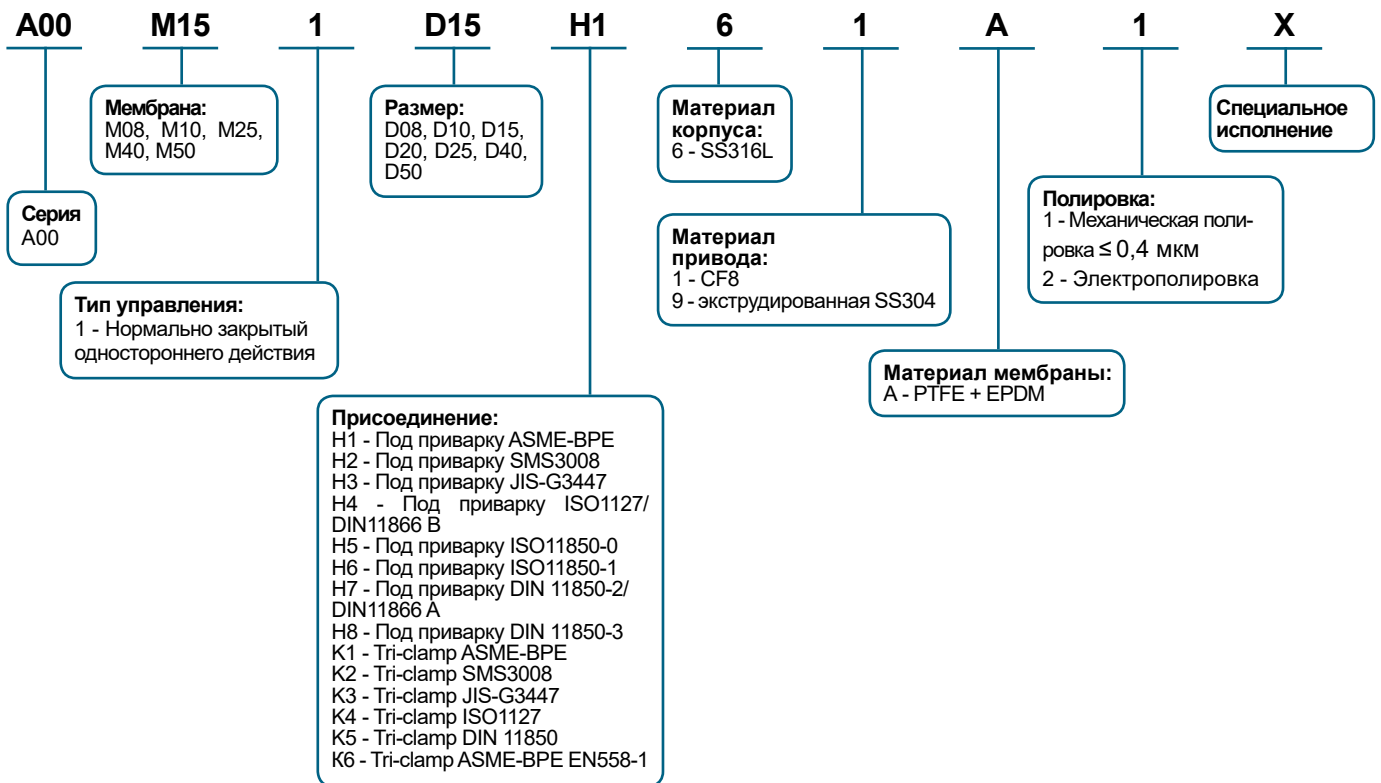 A00 M15 1 D15 H1 6 1 A 1 X
Мембрана:
M08, M10, M25,
M40, M50
Размер:
D08, D10, D15,
D20, D25, D40,
D50
Материал
корпуса:
6 - SS316L
Специальное
исполнение
Серия
A00
Полировка:
1 - Механическая поли-
ровка ≤ 0,4 мкм
2 - Электрополировка
Материал
привода:
1 - CF8
9 - экструдированная SS304
Тип управления:
1 - Нормально закрытый
одностороннего действия
Материал мембраны:
A - PTFE + EPDM
Присоединение:
H1 - Под приварку ASME-BPE
H2 - Под приварку SMS3008
H3 - Под приварку JIS-G3447
H4 - Под приварку ISO1127/
DIN11866 B
H5 - Под приварку ISO11850-0
H6 - Под приварку ISO11850-1
H7 - Под приварку DIN 11850-2/
DIN11866 A
H8 - Под приварку DIN 11850-3
K1 - Tri-clamp ASME-BPE
K2 - Tri-clamp SMS3008
K3 - Tri-clamp JIS-G3447
K4 - Tri-clamp ISO1127
K5 - Tri-clamp DIN 11850
K6 - Tri-clamp ASME-BPE EN558-1